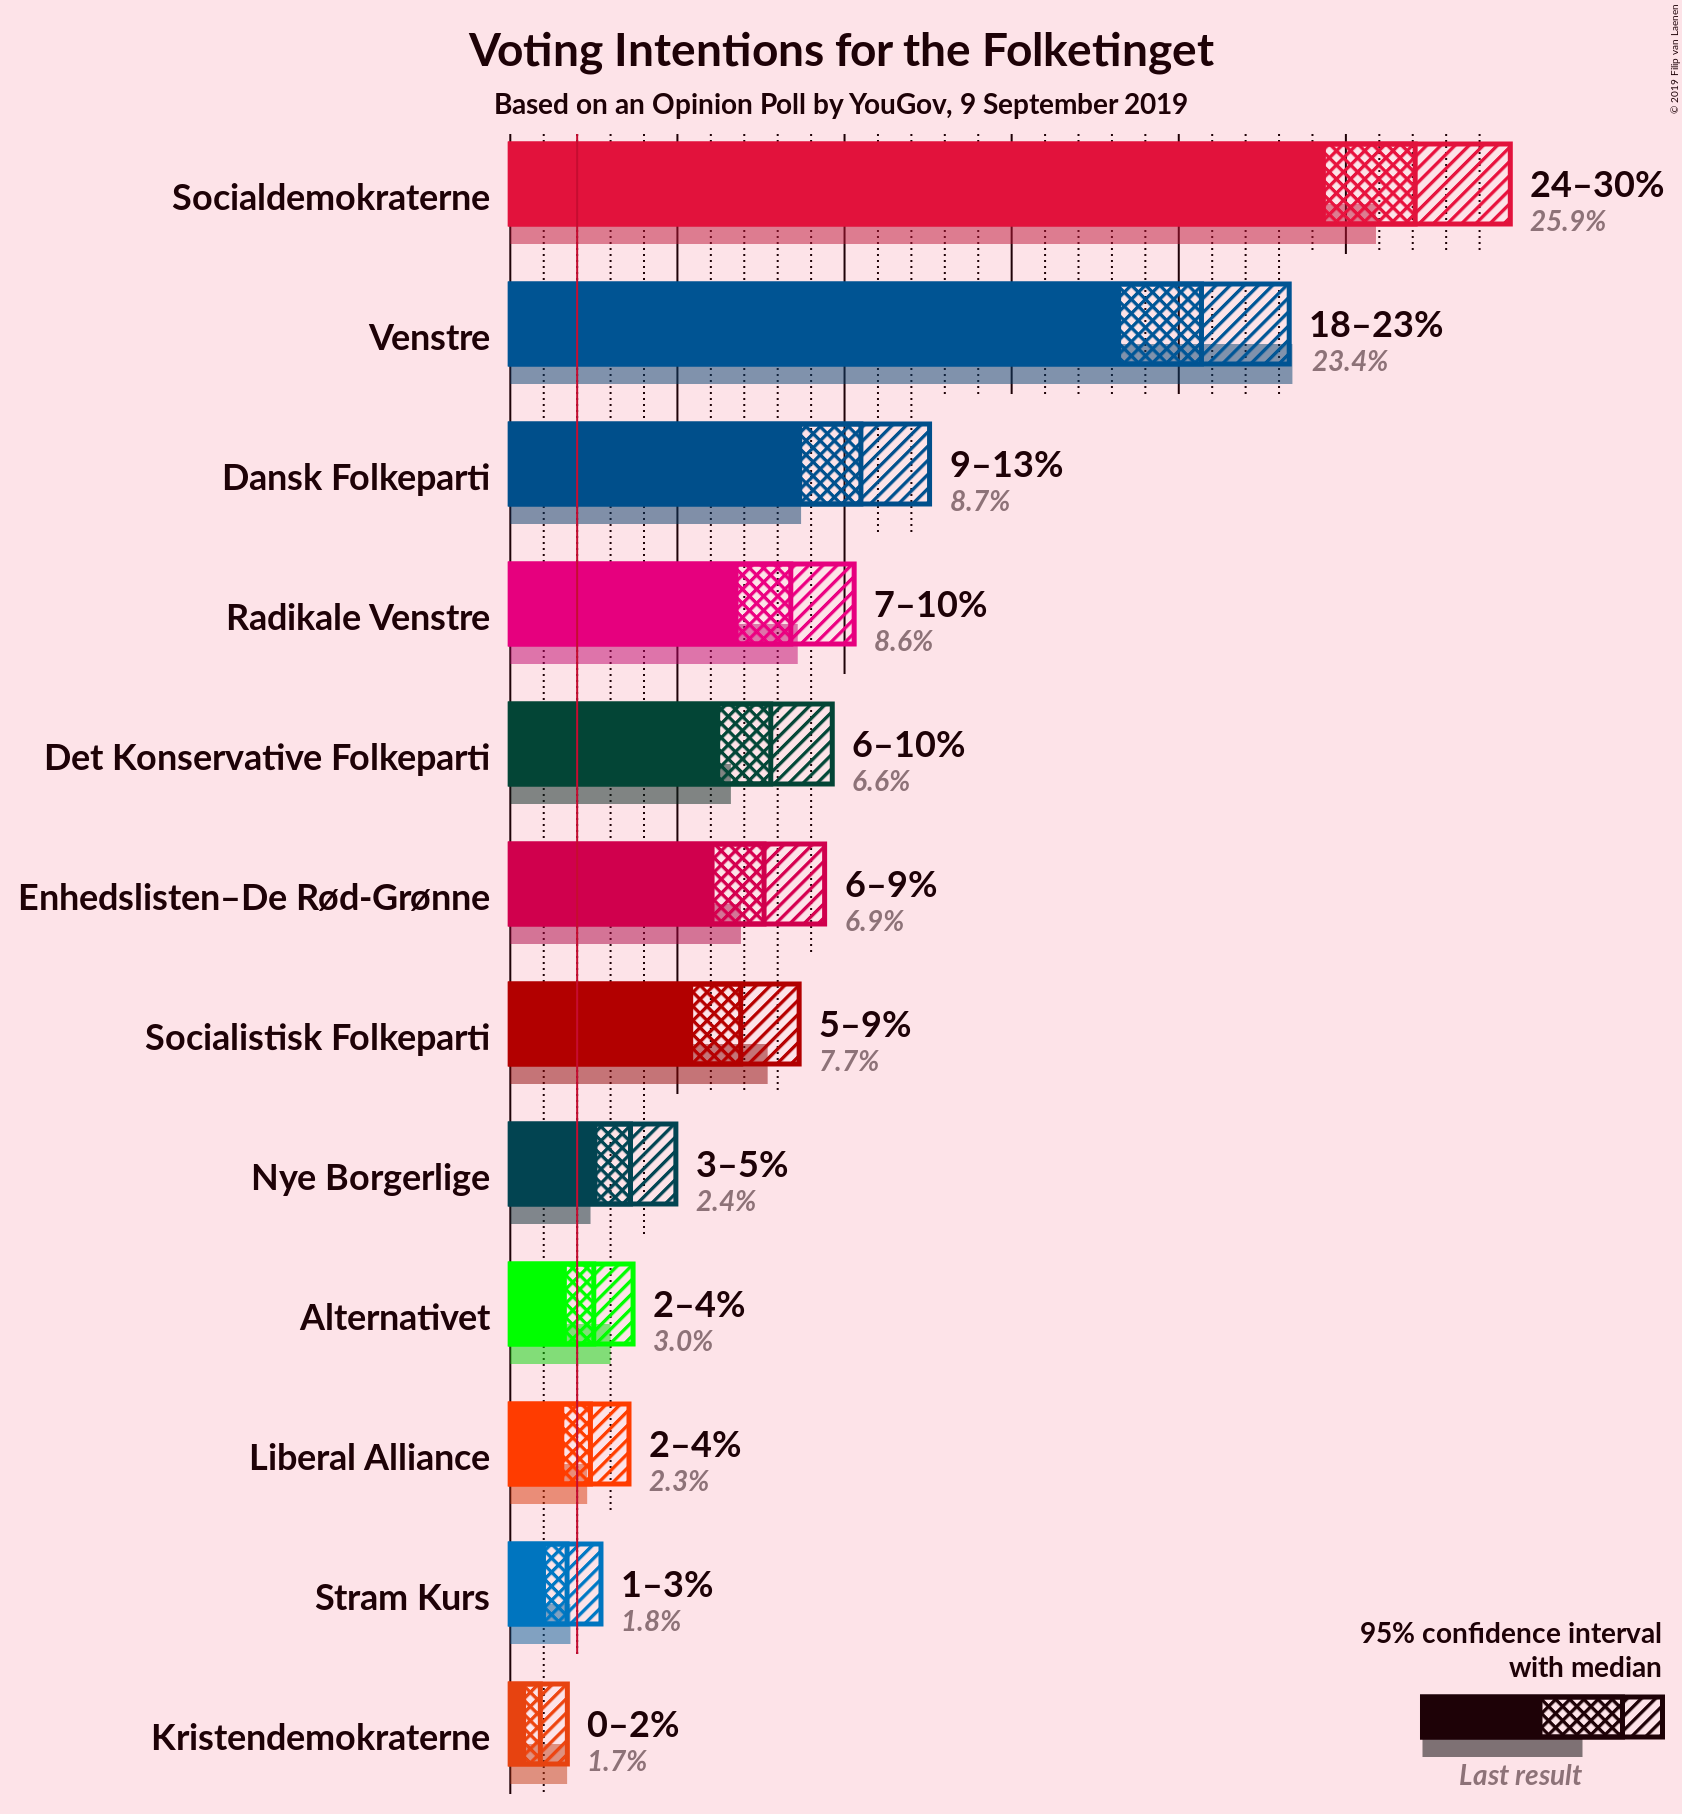 Voting Intentions for the Folketinget
Based on an Opinion Poll by YouGov, 9 September 2019
© 2019 Filip van Laenen
Socialdemokraterne
24–30%
25.9%
Venstre
18–23%
23.4%
Dansk Folkeparti
9–13%
8.7%
Radikale Venstre
7–10%
8.6%
Det Konservative Folkeparti
6–10%
6.6%
Enhedslisten–De Rød-Grønne
6–9%
6.9%
Socialistisk Folkeparti
5–9%
7.7%
Nye Borgerlige
3–5%
2.4%
Alternativet
2–4%
3.0%
Liberal Alliance
2–4%
2.3%
Stram Kurs
1–3%
1.8%
Kristendemokraterne
0–2%
1.7%
95% confidence interval
with median
Last result